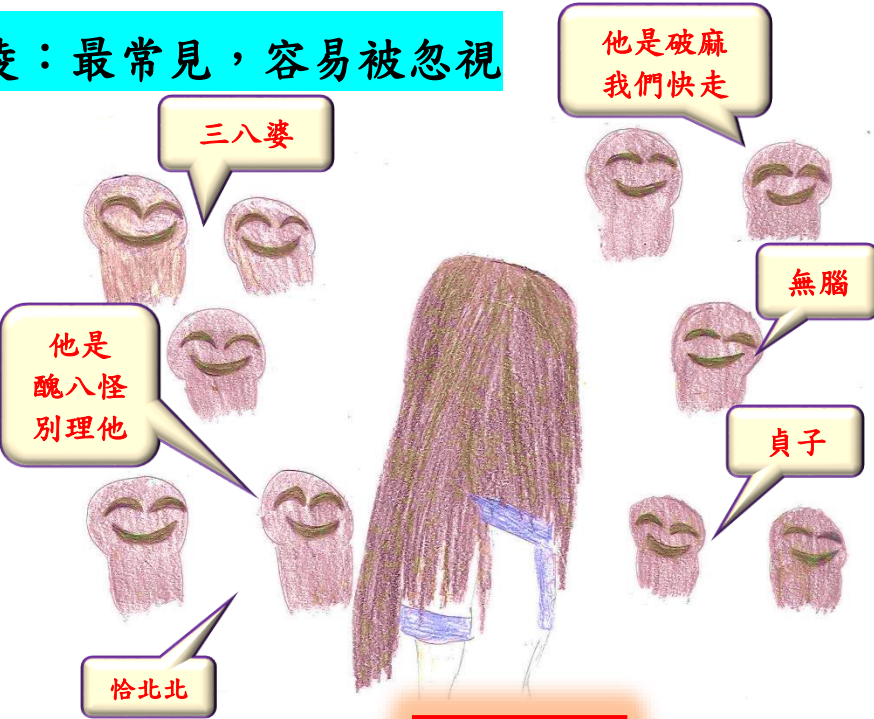 ：最常見，容易被忽視
他是破麻
我們快走
三八婆
無腦
他是
醜八怪
別理他
貞子
恰北北